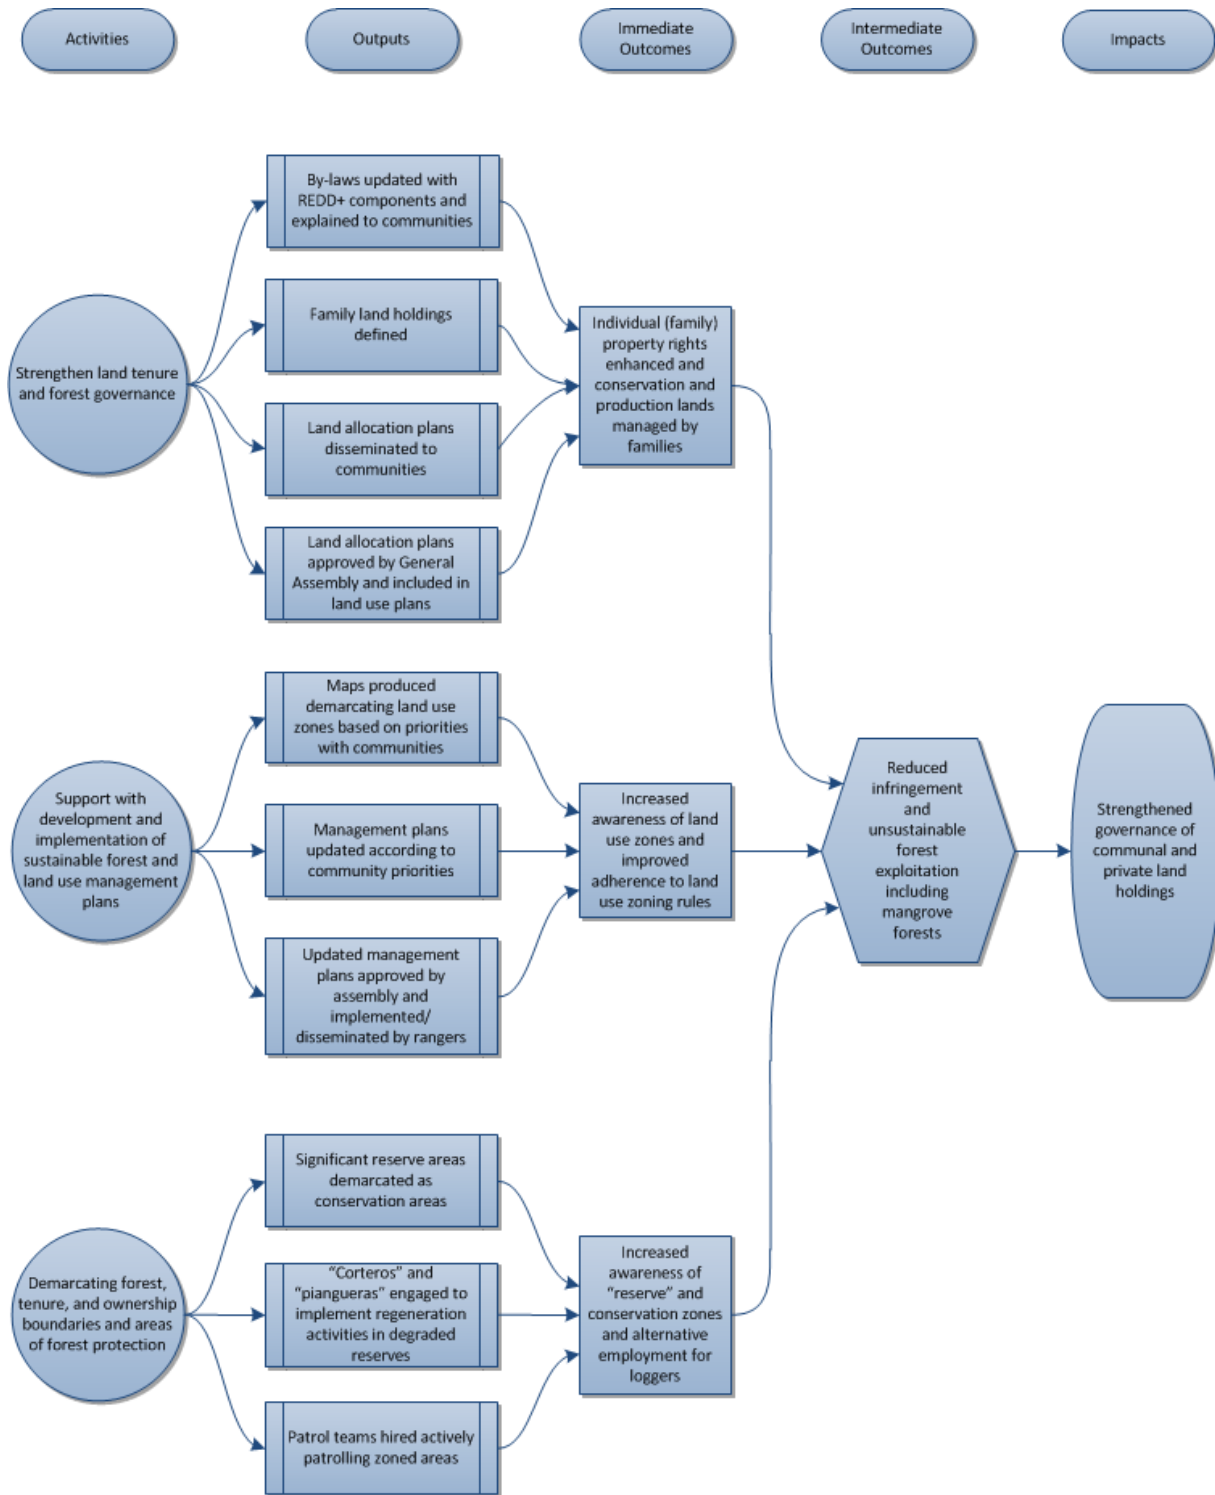 Activities
Outputs
Immediate
Outcomes
Intermediate
Outcomes
Impacts
Strengthen land tenure
and forest governance
By-laws updated with
REDD+ components and
explained to communities
Family land holdings
defined
Land allocation plans
disseminated to
communities
Land allocation plans
approved by General
Assembly and included in
land use plans
Individual (family)
property rights
enhanced and
conservation and
production lands
managed by
families
Support with
development and
implementation of
sustainable forest and
land use management
plans
Maps produced
demarcating land use
zones based on priorities
with communities
Management plans
updated according to
community priorities
Updated management
plans approved by
assembly and
implemented/
disseminated by rangers
Increased
awareness of land
use zones and
improved
adherence to land
use zoning rules
Reduced
infringement
and
unsustainable
forest
exploitation
including
mangrove
forests
Strengthened
governance of
communal and
private land
holdings
Demarcating forest,
tenure, and ownership
boundaries and areas
of forest protection
Significant reserve areas
demarcated as
conservation areas
“Corteros” and
“piangueras” engaged to
implement regeneration
activities in degraded
reserves
Patrol teams hired actively
patrolling zoned areas
Increased
awareness of
“reserve” and
conservation zones
and alternative
employment for
loggers